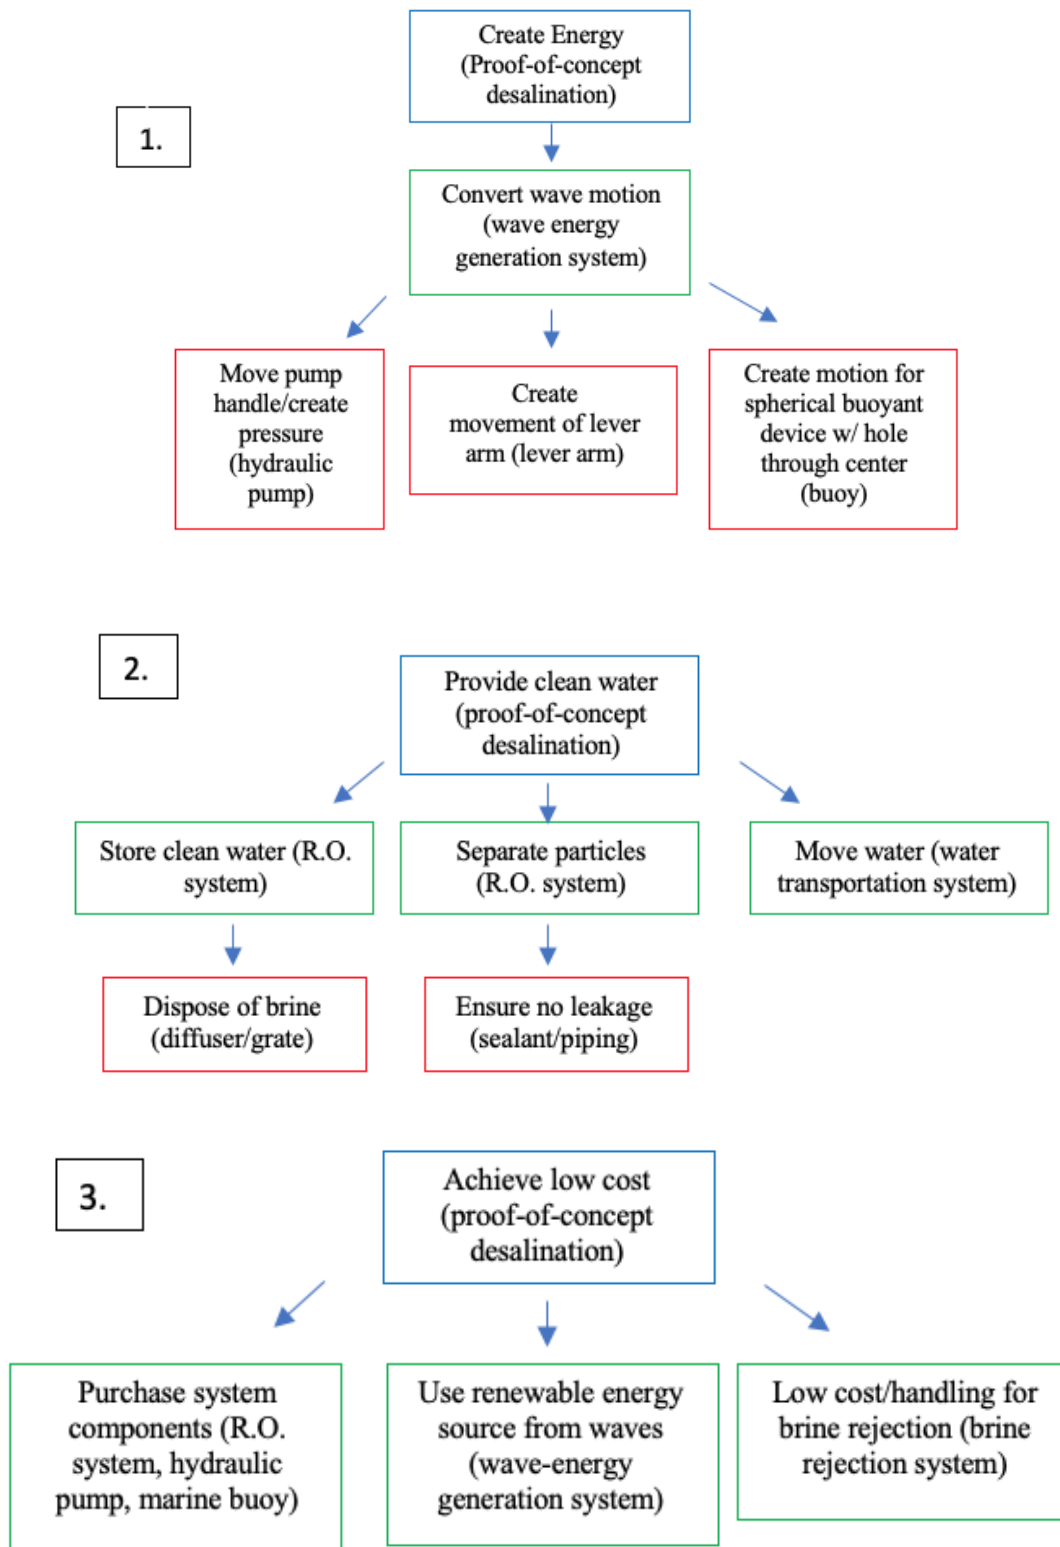 Create Energy
(Proof-of-concept
desalination)
1.
Convert wave motion
(wave energy
generation system)
Move pump
handle/create
pressure
(hydraulic
pump)
Create
movement of lever
arm (lever arm)
Create motion for
spherical buoyant
device w/ hole
through center
(buoy)
2.
Provide clean water
(proof-of-concept
desalination)
Store clean water (R.O.
system)
Separate particles
(R.O. system)
Move water (water
transportation system)
Dispose of brine
(diffuser/grate)
Ensure no leakage
(sealant/piping)
3.
Achieve low cost
(proof-of-concept
desalination)
Purchase system
components (R.O.
system, hydraulic
pump, marine buoy)
Use renewable energy
source from waves
(wave-energy
generation system)
Low cost/handling for
brine rejection (brine
rejection system)